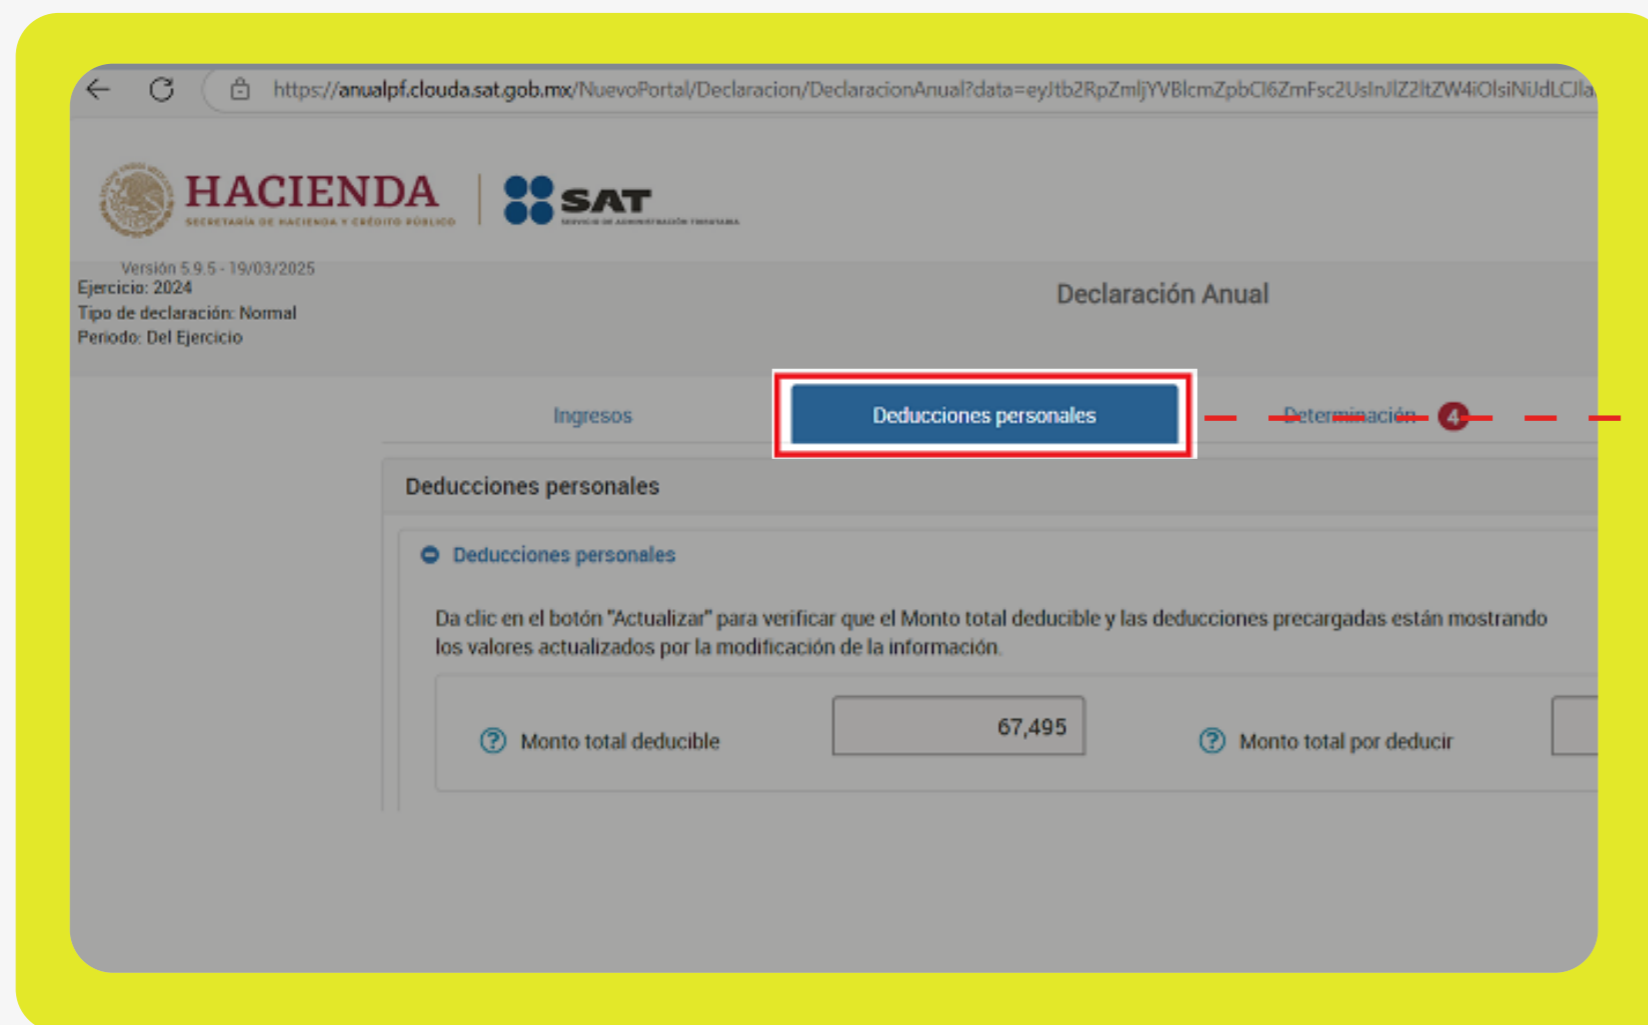 https://anualpf.clouda.sat.gob.mx/NuevoPortal/Declaracion/DeclaracionAnual?data=
HACIENDA
SECRETARÍA DE HACIENDA Y CRÉDITO PÚBLICO
SAT
SERVICIO DE ADMINISTRACIÓN TRIBUTARIA
Versión 5.9.5 - 19/03/2025
Ejercicio: 2024
Tipo de declaración: Normal
Periodo: Del Ejercicio
Declaración Anual
Ingresos
Deducciones personales
Determinación 4
Deducciones personales
Deducciones personales
Da clic en el botón "Actualizar" para verificar que el Monto total deducible y las deducciones precargadas están mostrando
los valores actualizados por la modificación de la información.
? Monto total deducible
67,495
? Monto total por deducir